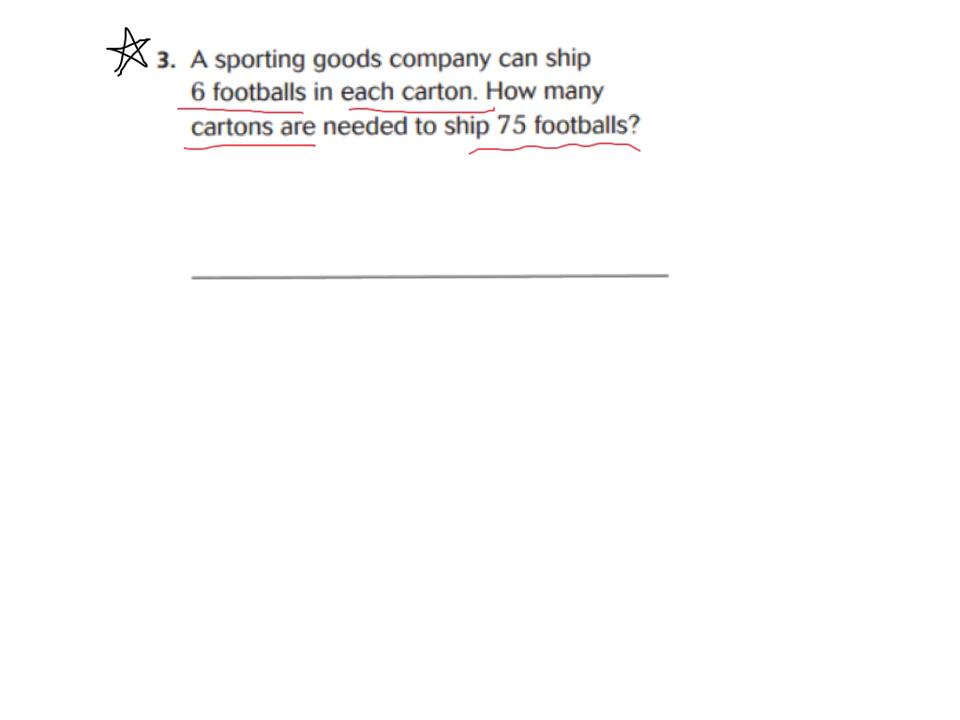 3. A sporting goods company can ship
6 footballs in each carton. How many
cartons are needed to ship 75 footballs?